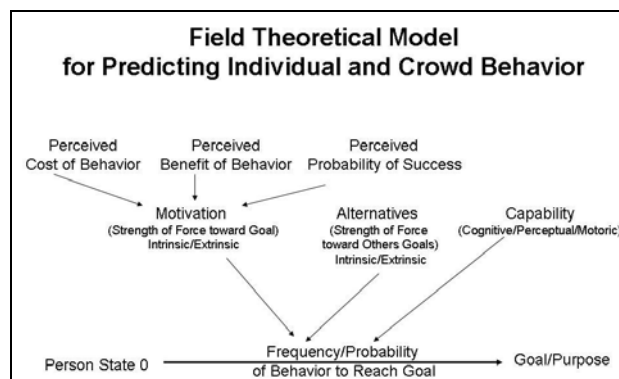 Field Theoretical Model
for Predicting Individual and Crowd Behavior
Perceived
Cost of Behavior
Perceived
Benefit of Behavior
Perceived
Probability of Success
Motivation
(Strength of Force toward Goal)
Intrinsic/Extrinsic
Alternatives
(Strength of Force
toward Others Goals)
Intrinsic/Extrinsic
Capability
(Cognitive/Perceptual/Motoric)
Person State 0
Frequency/Probability
of Behavior to Reach Goal
Goal/Purpose